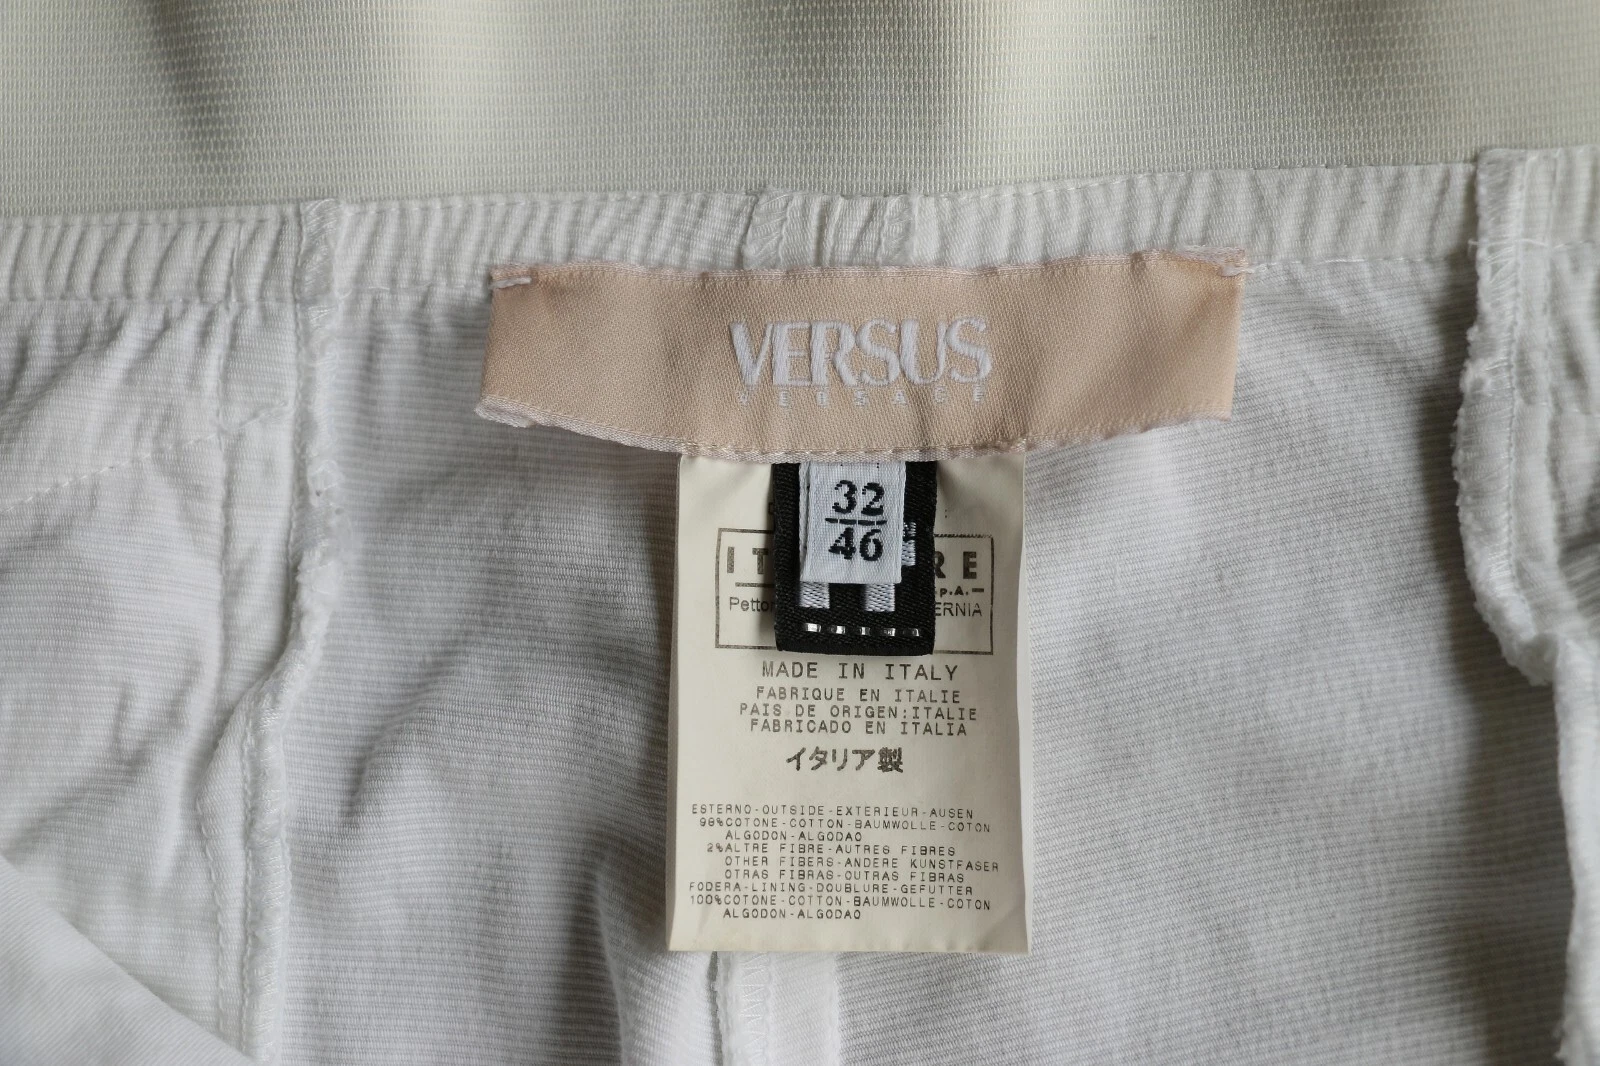 VERSUS
VERSACE
32
46
MADE IN ITALY
FABRIQUE EN ITALIE
PAIS DE ORIGEN:ITALIE
FABRICADO EN ITALIA
イタリア製
ESTERNO-OUTSIDE-EXTERIEUR-AUSEN
98%COTONE-COTTON-BAUMWOLLE-COTON
ALGODON-ALGODAO
2%ALTRE FIBRE-AUTRES FIBRES
OTHER FIBERS-ANDERE KUNSTFASER
OTRAS FIBRAS-OUTRAS FIBRAS
FODERA-LINING-DOUBLURE-GEFUTTER
100%COTONE-COTTON-BAUMWOLLE-COTON
ALGODON-ALGODAO